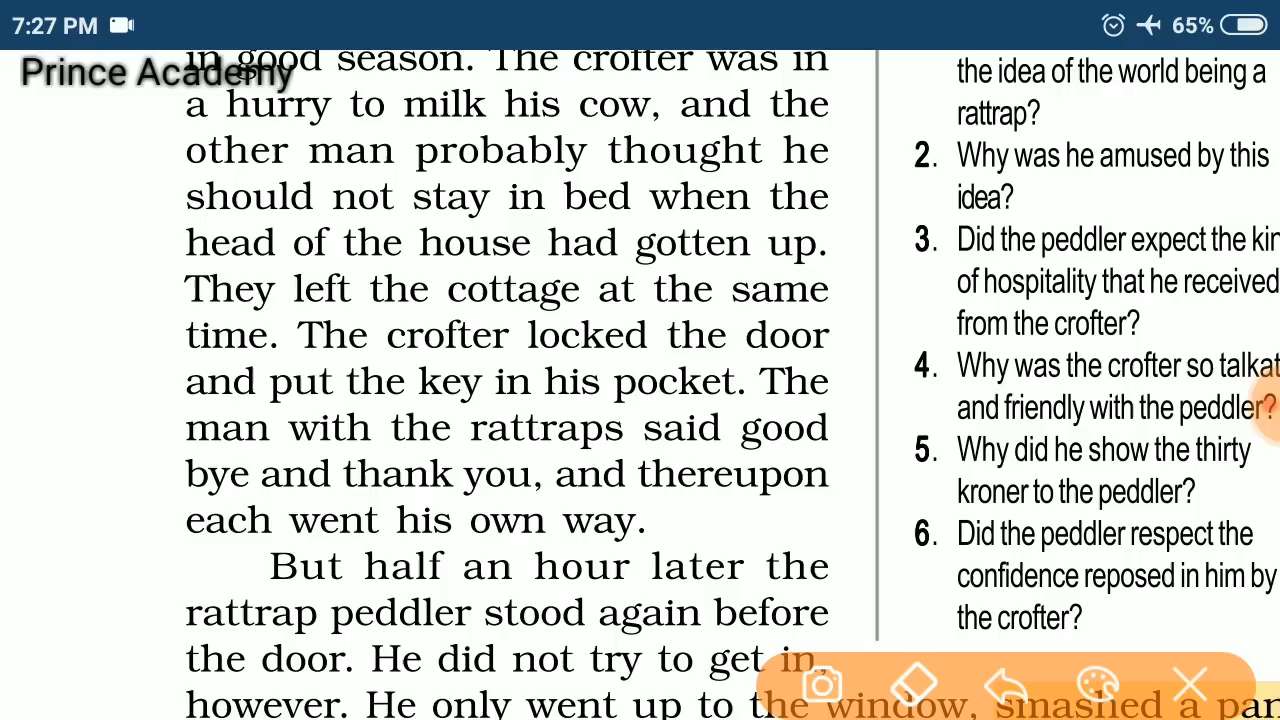 7:27 PM
65%
Prince Academy
in good season. The crofter was in
a hurry to milk his cow, and the
other man probably thought he
should not stay in bed when the
head of the house had gotten up.
They left the cottage at the same
time. The crofter locked the door
and put the key in his pocket. The
man with the rattraps said good
bye and thank you, and thereupon
each went his own way.
But half an hour later the
rattrap peddler stood again before
the door. He did not try to get in,
however. He only went up to the window, smashed a
the idea of the world being a
rattrap?
2. Why was he amused by this
idea?
3. Did the peddler expect the
of hospitality that he received
from the crofter?
4. Why was the crofter so
and friendly with the peddler?
5. Why did he show the thirty
kroner to the peddler?
6. Did the peddler respect the
confidence reposed in him by
the crofter?